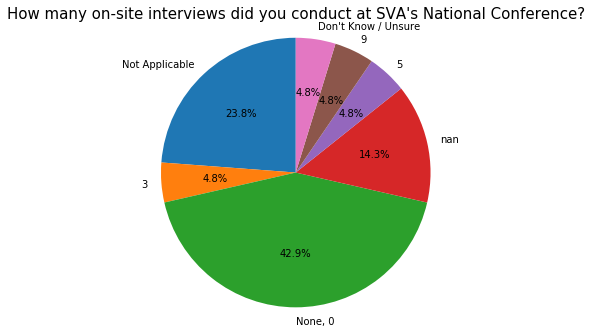 How many on-site interviews did you conduct at SVA's National Conference?
Don't Know / Unsure
9
5
Not Applicable
4.8%
4.8%
4.8%
23.8%
nan
14.3%
3
4.8%
42.9%
None, 0